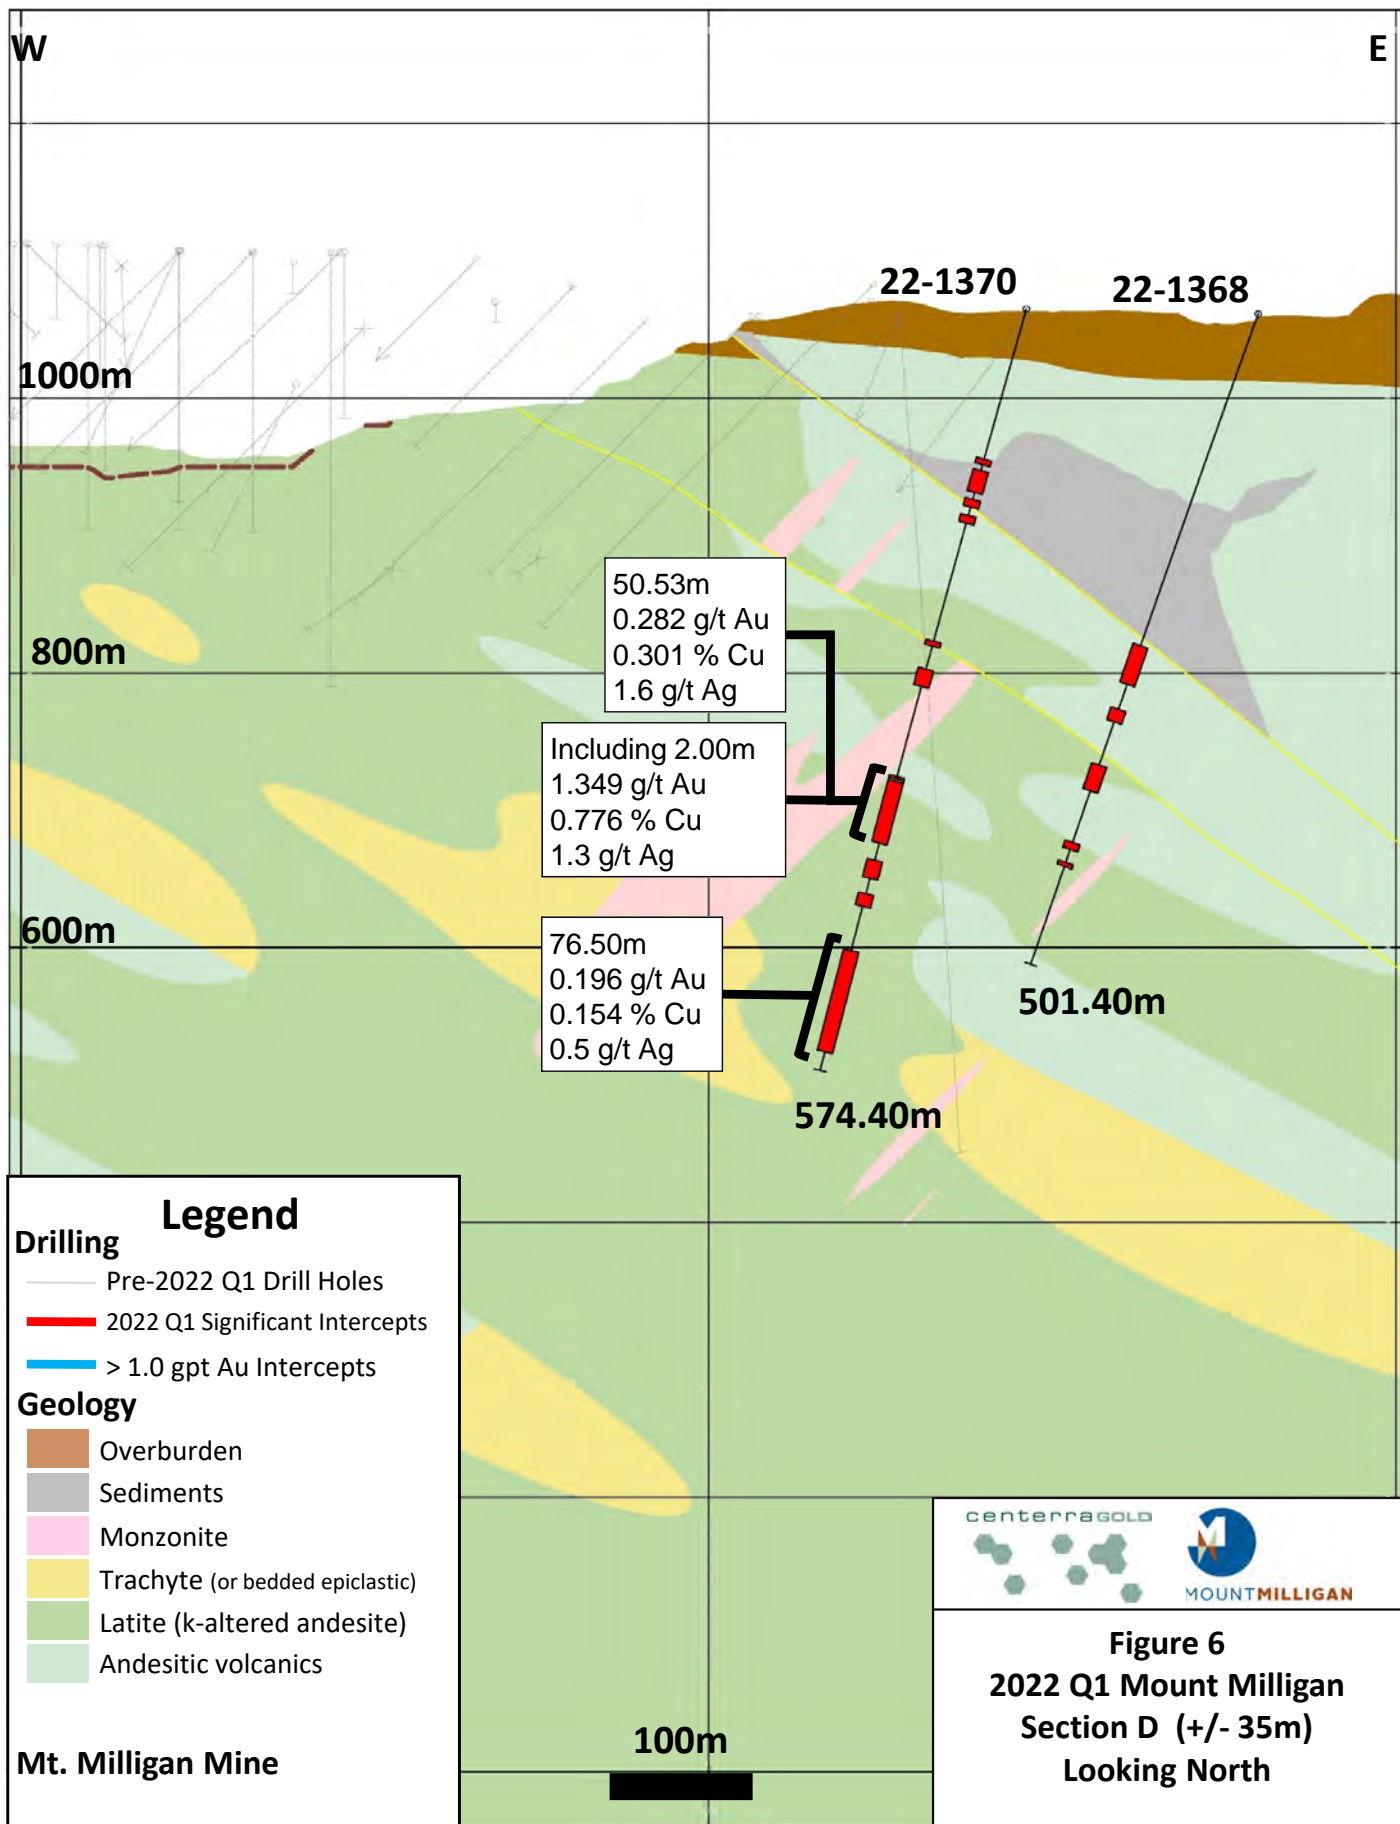 W
E
22-1370
22-1368
1000m
800m
600m
50.53m
0.282 g/t Au
0.301 % Cu
1.6 g/t Ag
Including 2.00m
1.349 g/t Au
0.776 % Cu
1.3 g/t Ag
76.50m
0.196 g/t Au
0.154 % Cu
0.5 g/t Ag
501.40m
574.40m
Legend
Drilling
Pre-2022 Q1 Drill Holes
2022 Q1 Significant Intercepts
> 1.0 gpt Au Intercepts
Geology
Overburden
Sediments
Monzonite
Trachyte (or bedded epiclastic)
Latite (k-altered andesite)
Andesitic volcanics
Mt. Milligan Mine
100m
centerraGOLD
MOUNTMILLIGAN
Figure 6
2022 Q1 Mount Milligan
Section D (+/- 35m)
Looking North